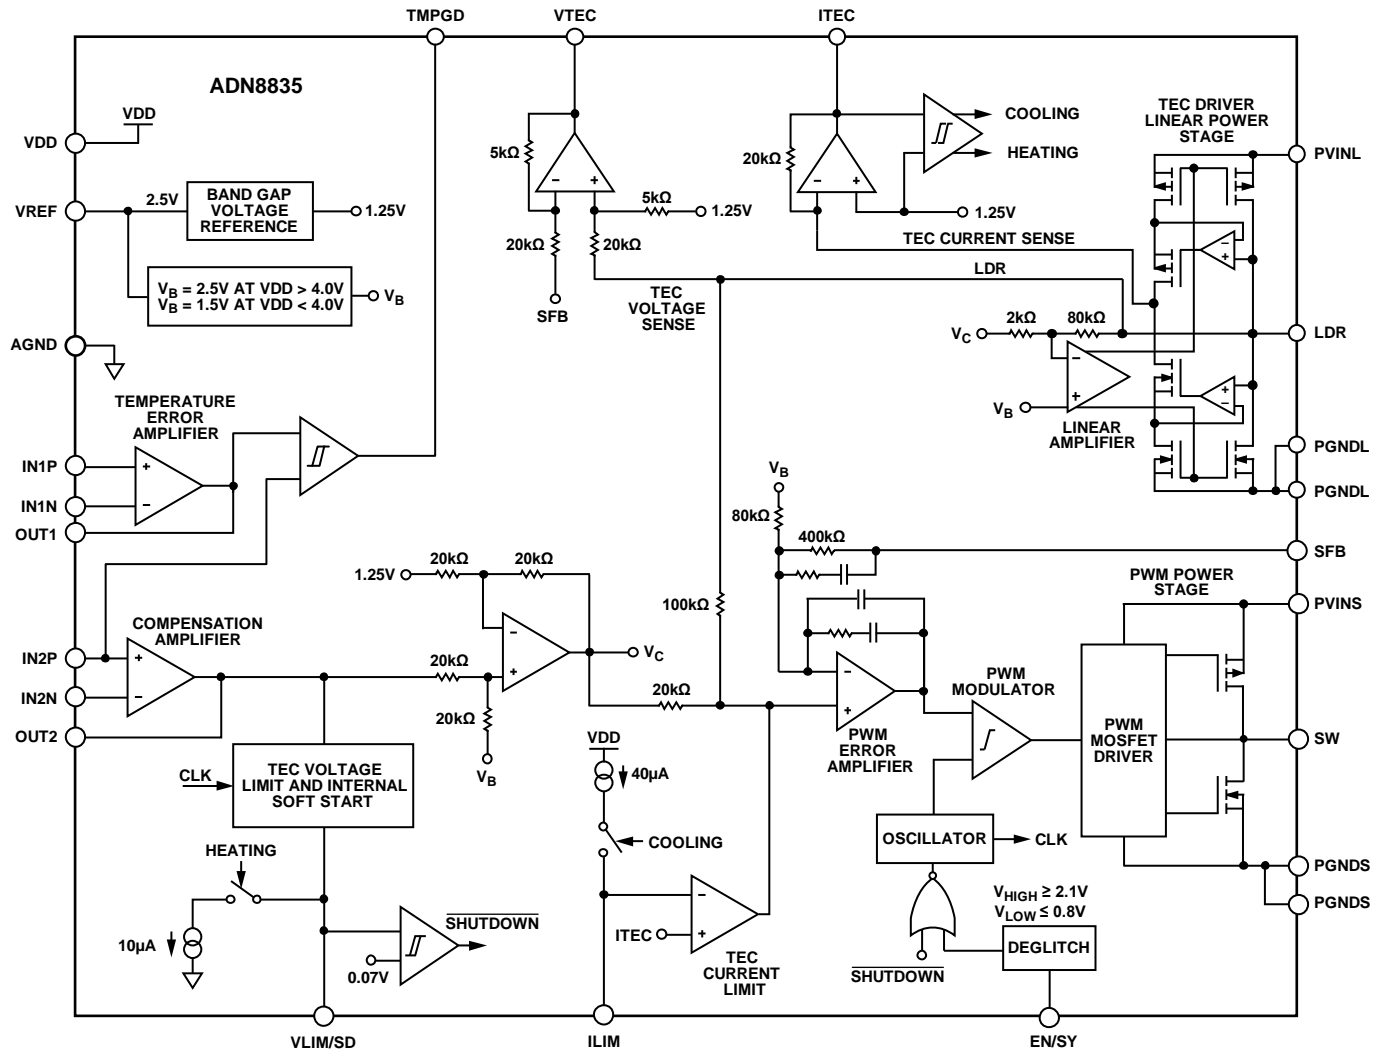 TMPGD
VTEC
ITEC
ADN8835
VDD
VDD
VREF
2.5V
BAND GAP
VOLTAGE
REFERENCE
1.25V
VB = 2.5V AT VDD > 4.0V
VB = 1.5V AT VDD < 4.0V
VB
AGND
5kΩ
−
+
5kΩ
1.25V
20kΩ
20kΩ
SFB
TEC
VOLTAGE
SENSE
20kΩ
−
+
COOLING
HEATING
1.25V
TEC CURRENT SENSE
LDR
TEC DRIVER
LINEAR POWER
STAGE
PVINL
−
+
VC
2kΩ
80kΩ
LDR
−
+
VB
LINEAR
AMPLIFIER
+
−
PGNDL
PGNDL
TEMPERATURE
ERROR
AMPLIFIER
IN1P
+
IN1N
−
OUT1
VB
80kΩ
400kΩ
SFB
1.25V
20kΩ
20kΩ
100kΩ
PWM POWER
STAGE
PVINS
COMPENSATION
AMPLIFIER
IN2P
+
IN2N
−
OUT2
20kΩ
−
+
VC
20kΩ
20kΩ
VB
−
+
PWM
ERROR
AMPLIFIER
PWM
MODULATOR
PWM
MOSFET
DRIVER
SW
CLK
TEC VOLTAGE
LIMIT AND INTERNAL
SOFT START
VDD
40µA
COOLING
OSCILLATOR
CLK
HEATING
10µA
SHUTDOWN
0.07V
−
+
ITEC
TEC
CURRENT
LIMIT
VHIGH ≥ 2.1V
VLOW ≤ 0.8V
DEGLITCH
SHUTDOWN
PGNDS
PGNDS
VLIM/SD
ILIM
EN/SY